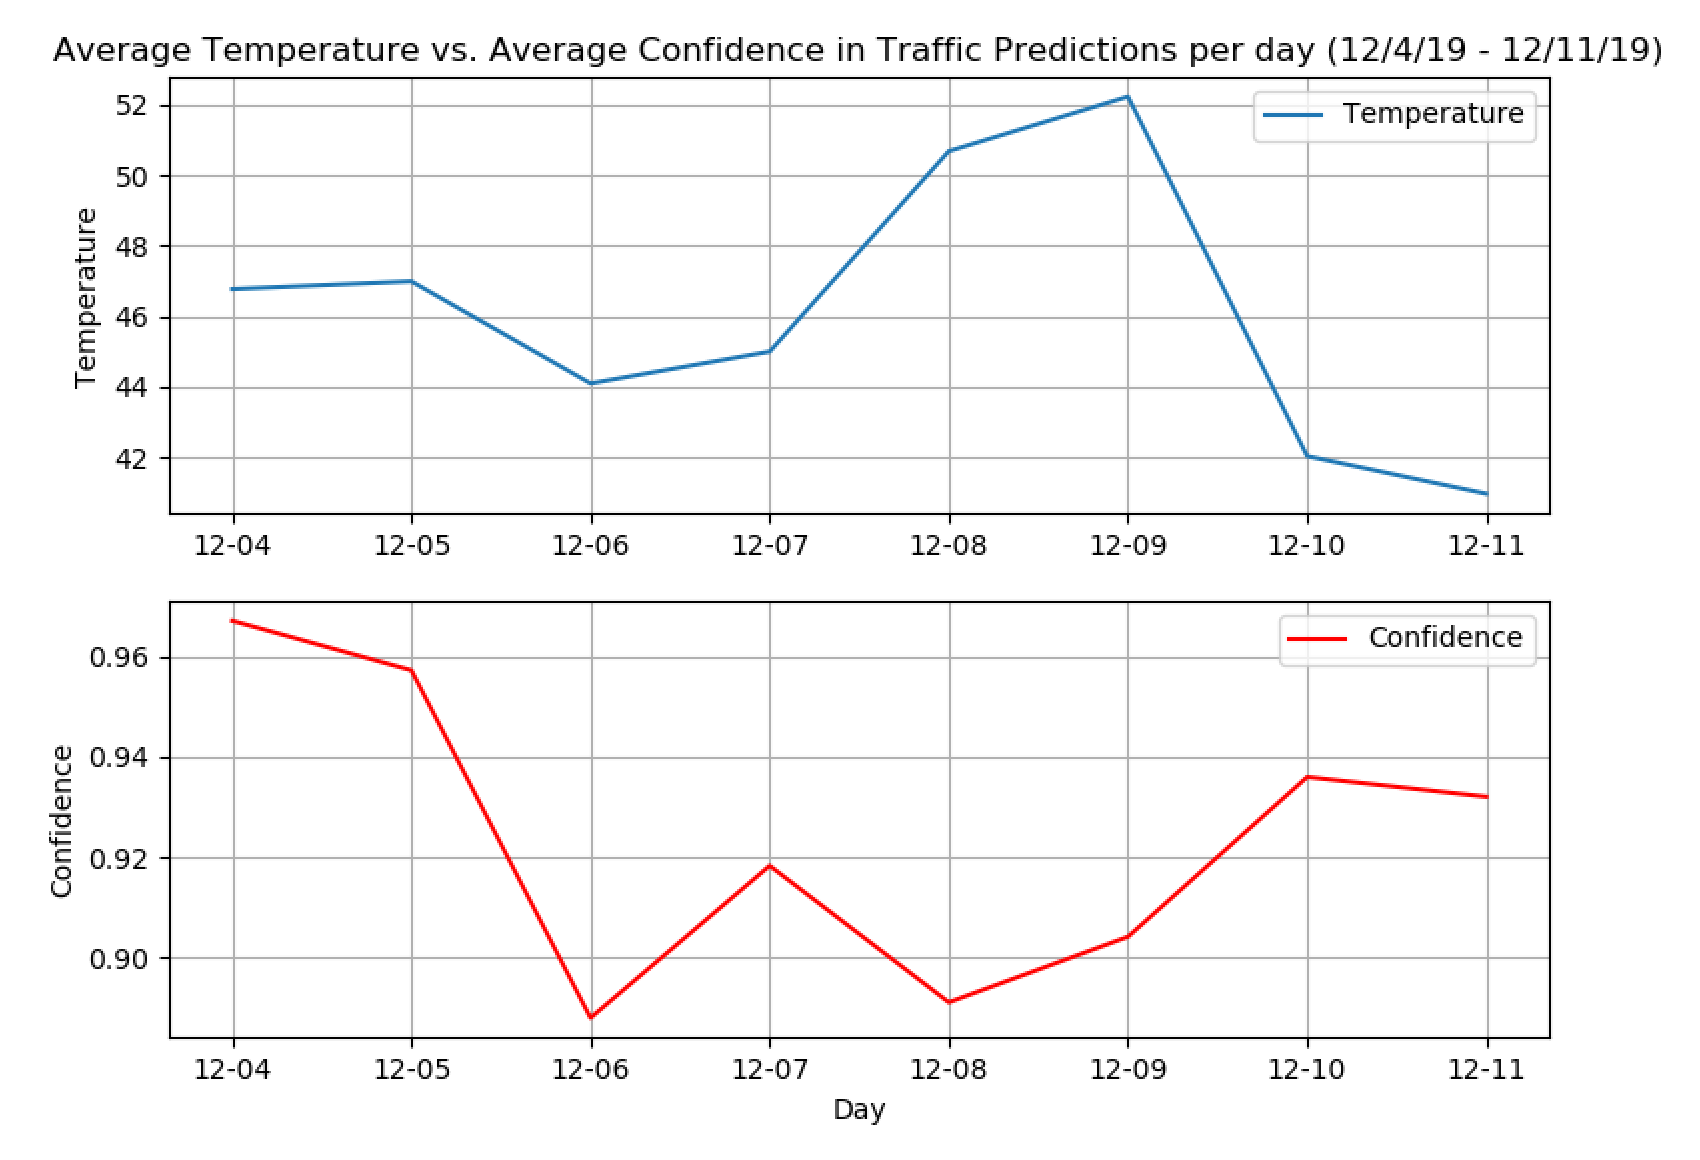 Average Temperature vs. Average Confidence in Traffic Predictions per day (12/4/19 - 12/11/19)
Temperature
52
50
48
46
44
42
Temperature
12-04 12-05 12-06 12-07 12-08 12-09 12-10 12-11
Confidence
0.96
0.94
0.92
0.90
Confidence
12-04 12-05 12-06 12-07 12-08 12-09 12-10 12-11
Day